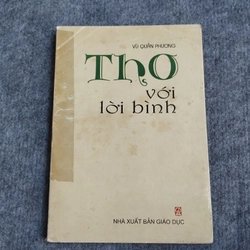 VŨ QUẦN PHƯƠNG
Thơ
với
lời bình
NHÀ XUẤT BẢN GIÁO DỤC